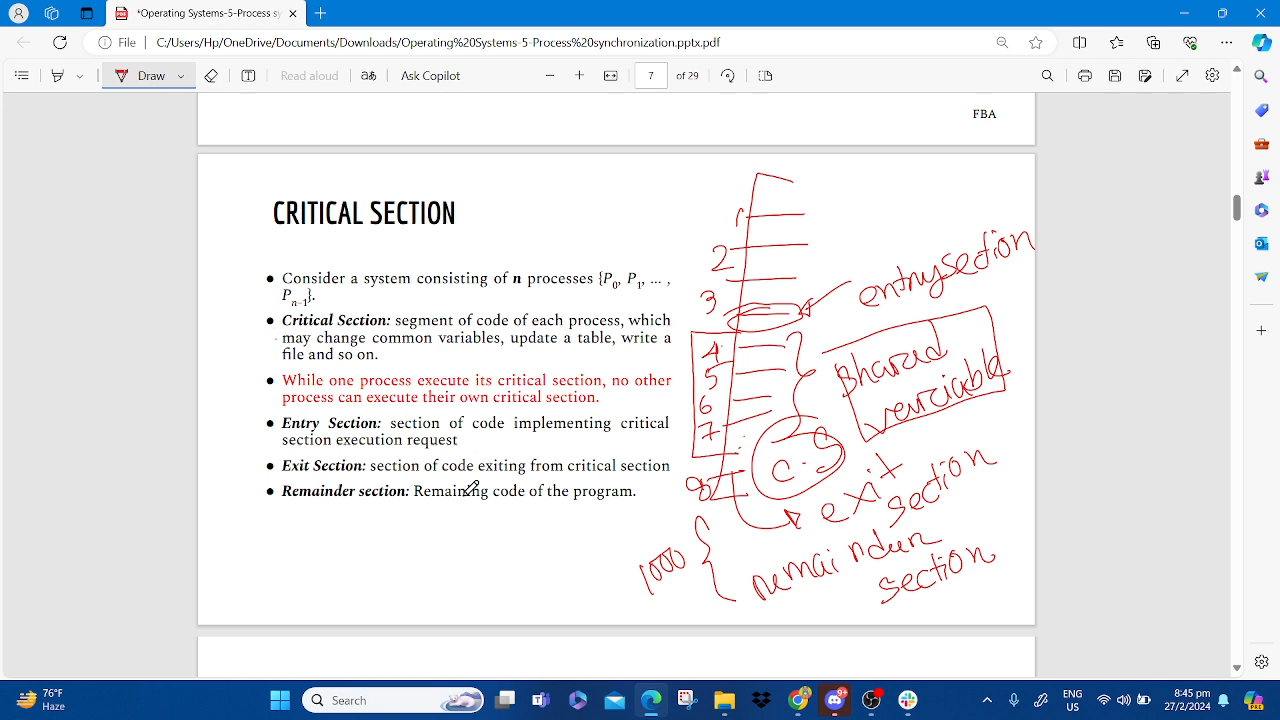 *Operating Systems-5-Process sy
File
C:/Users/Hp/OneDrive/Documents/Downloads/Operating%20Systems-5-Process%20synchronization.pptx.pdf
Draw
Read aloud
Ask Copilot
7
of 29
FBA
CRITICAL SECTION
• Consider a system consisting of n processes {P0, P1, ... ,
Pn-1}.
• Critical Section: segment of code of each process, which
may change common variables, update a table, write a
file and so on.
• While one process execute its critical section, no other
process can execute their own critical section.
• Entry Section: section of code implementing critical
section execution request
• Exit Section: section of code exiting from critical section
• Remainder section: Remaining code of the program.
1
2
3
entry section
4
5
6
7
8
shared
variable
C.S
exit
section
1000
remainder
section
76°F
Haze
Search
9+
ENG
US
8:45 pm
27/2/2024
PRE